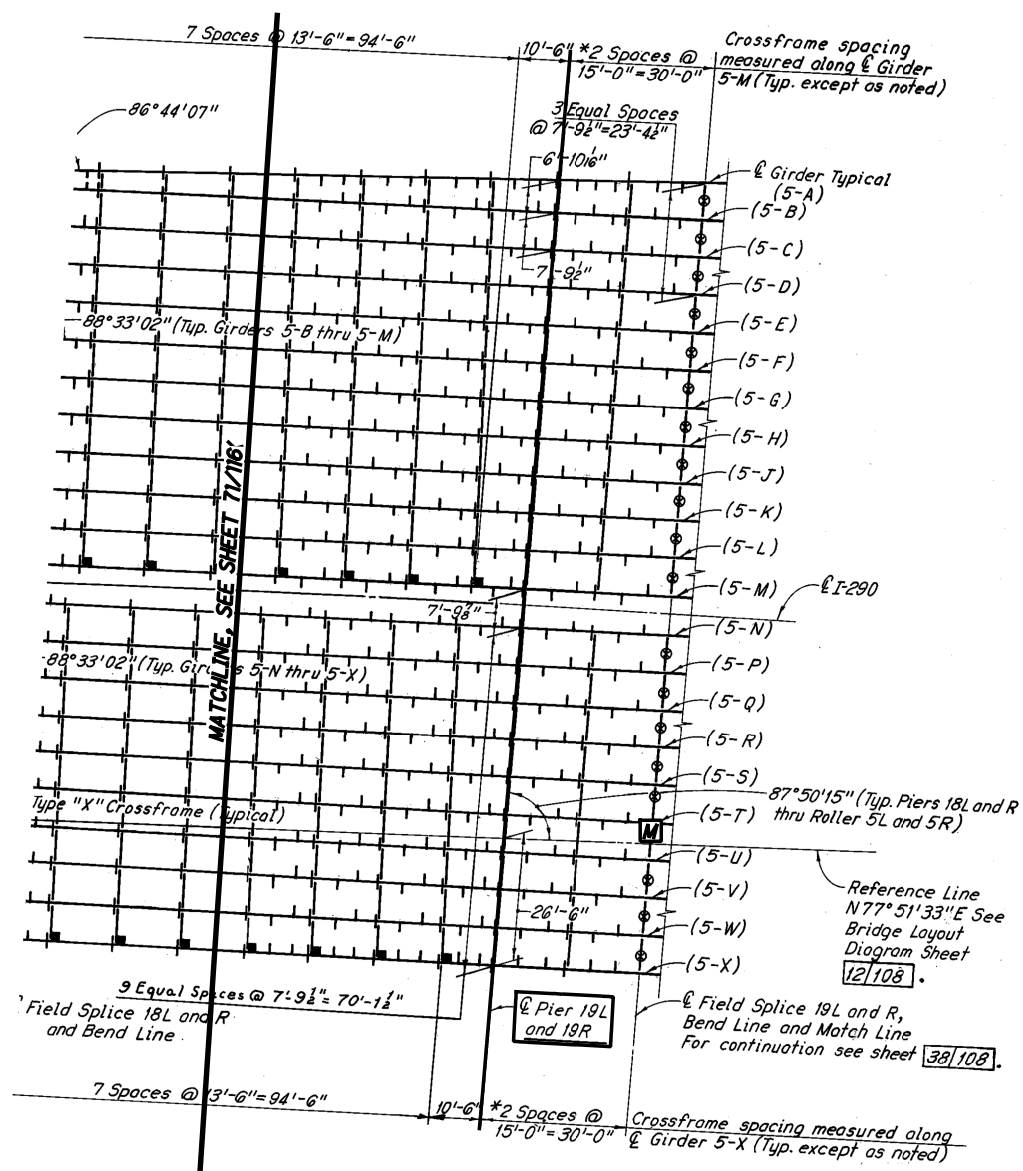 7 Spaces @ 13'-6"=94'-6"
10'-6"
*2 Spaces @
15'-0"=30'-0"
Crossframe spacing
measured along ℄ Girder
5-M (Typ. except as noted)
86°44'07"
3 Equal Spaces
@ 7'-9½"=23'-4½"
℄ Girder Typical
(5-A)
(5-B)
(5-C)
7'-9½"
(5-D)
88°33'02" (Typ. Girders 5-B thru 5-M)
(5-E)
(5-F)
(5-G)
(5-H)
(5-J)
(5-K)
(5-L)
(5-M)
℄ I-290
MATCHLINE, SEE SHEET 71/116
7'-9⅞"
(5-N)
88°33'02" (Typ. Girders 5-N thru 5-X)
(5-P)
(5-Q)
(5-R)
(5-S)
87°50'15" (Typ. Piers 18L and R
thru Roller 5L and 5R)
Type "X" Crossframe (Typical)
(5-T)
M
(5-U)
(5-V)
Reference Line
N77°51'33"E See
Bridge Layout
Diagram Sheet
12/108.
26'-6"
(5-W)
(5-X)
9 Equal Spaces @ 7'-9½" = 70'-1½"
Field Splice 18L and R
and Bend Line
℄ Pier 19L
and 19R
℄ Field Splice 19L and R,
Bend Line and Match Line
For continuation see sheet 38/108.
7 Spaces @ 13'-6"=94'-6"
10'-6"
*2 Spaces @
15'-0"=30'-0"
Crossframe spacing measured along
℄ Girder 5-X (Typ. except as noted)